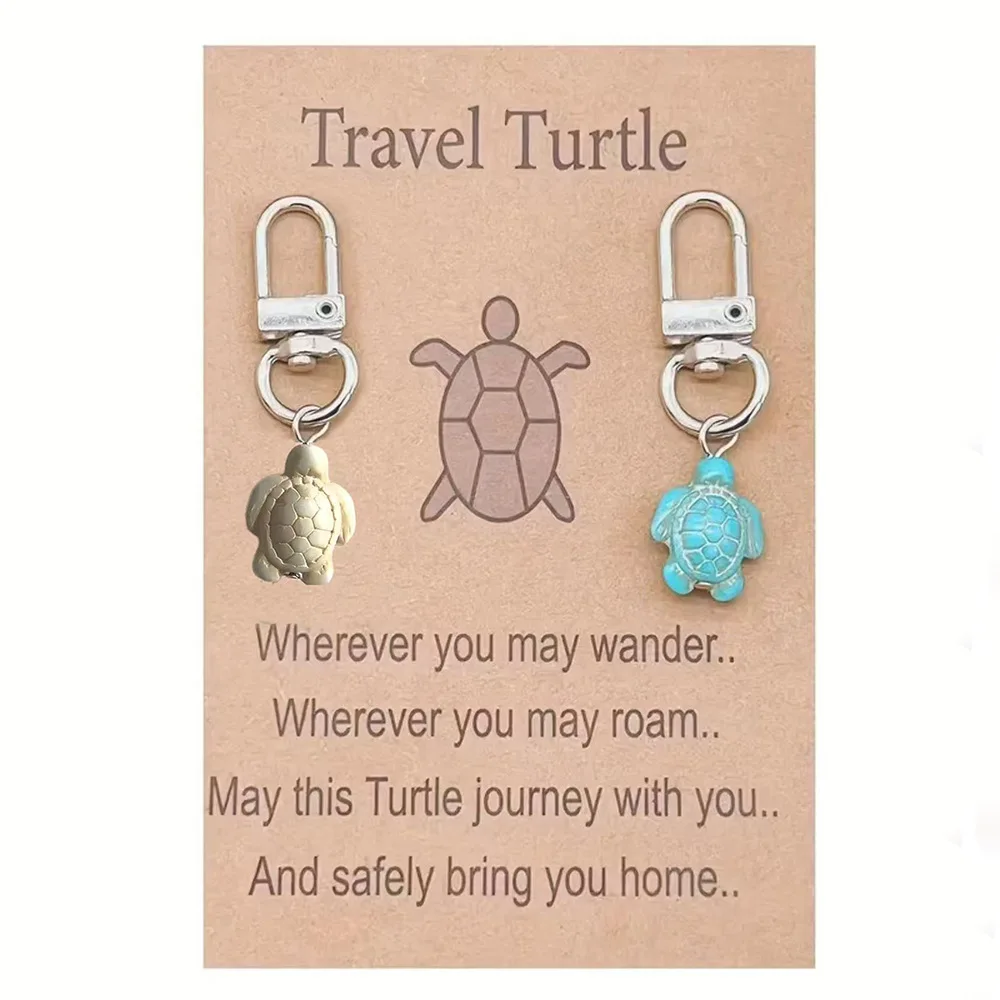 Travel Turtle
Wherever you may wander..
Wherever you may roam..
May this Turtle journey with you..
And safely bring you home..